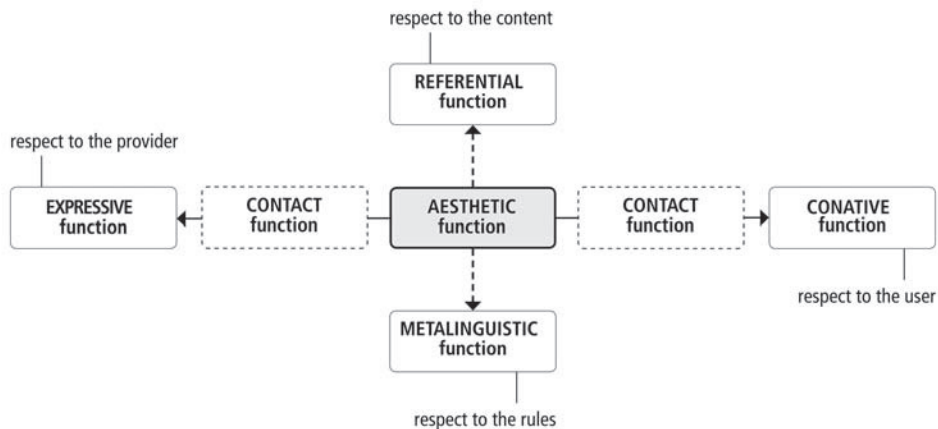 respect to the content
REFERENTIAL
function
respect to the provider
EXPRESSIVE
function
CONTACT
function
AESTHETIC
function
CONTACT
function
CONATIVE
function
respect to the user
METALINGUISTIC
function
respect to the rules